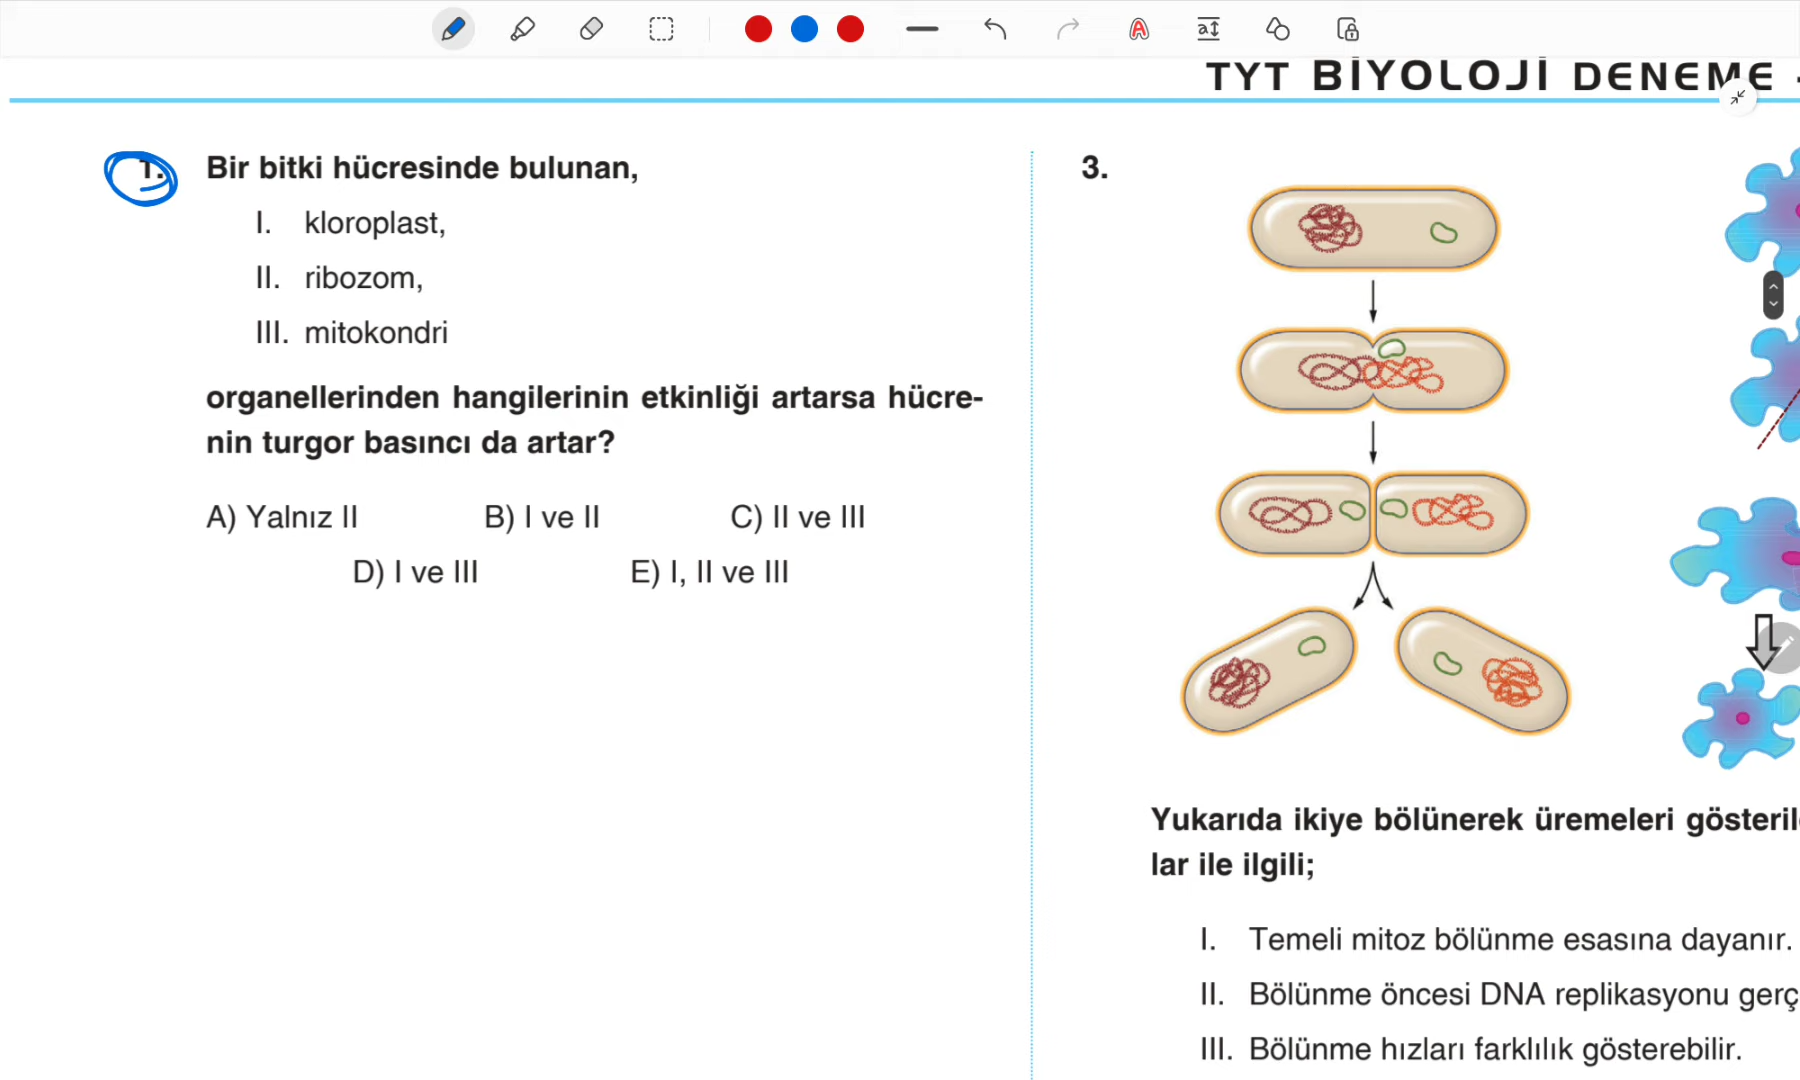 TYT BİYOLOJİ DENEME -
1. Bir bitki hücresinde bulunan,
I. kloroplast,
II. ribozom,
III. mitokondri
organellerinden hangilerinin etkinliği artarsa hücre-
nin turgor basıncı da artar?
A) Yalnız II B) I ve II C) II ve III
D) I ve III E) I, II ve III
3.
Yukarıda ikiye bölünerek üremeleri
lar ile ilgili;
I. Temeli mitoz bölünme esasına dayanır.
II. Bölünme öncesi DNA replikasyonu
III. Bölünme hızları farklılık gösterebilir.